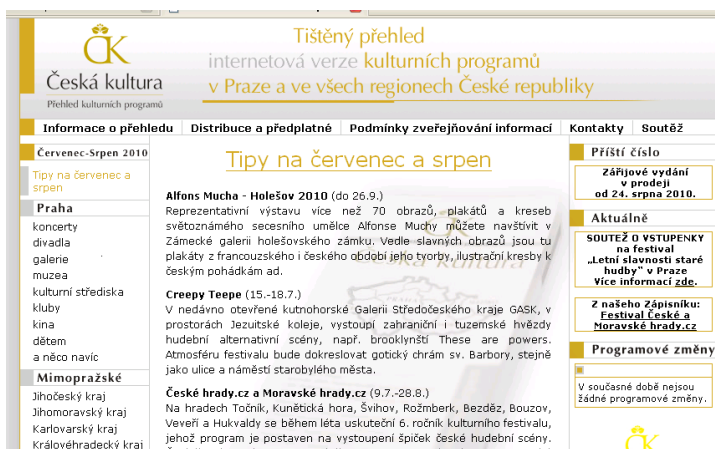 ČK
Česká kultura
Přehled kulturních programů
Tištěný přehled
internetová verze kulturních programů
v Praze a ve všech regionech České republiky
Informace o přehledu Distribuce a předplatné Podmínky zveřejňování informací Kontakty Soutěž
Červenec-Srpen 2010
Tipy na červenec a
srpen
Praha
koncerty
divadla
galerie
muzea
kulturní střediska
kluby
kina
dětem
a něco navíc
Mimopražské
Jihočeský kraj
Jihomoravský kraj
Karlovarský kraj
Královéhradecký kraj
Tipy na červenec a srpen
Alfons Mucha - Holešov 2010 (do 26.9.)
Reprezentativní výstavu více než 70 obrazů, plakátů a kreseb
světoznámého secesního umělce Alfonse Muchy můžete navštívit v
Zámecké galerii holešovského zámku. Vedle slavných obrazů jsou tu
plakáty z francouzského i českého období jeho tvorby, ilustrační kresby k
českým pohádkám ad.
Creepy Teepe (15.-18.7.)
V nedávno otevřené kutnohorské Galerii Středočeského kraje GASK, v
prostorách Jezuitské koleje, vystoupí zahraniční i tuzemské hvězdy
hudební alternativní scény, např. brooklynští These are powers.
Atmosféru festivalu bude dokreslovat gotický chrám sv. Barbory, stejně
jako ulice a náměstí starobylého města.
České hrady.cz a Moravské hrady.cz (9.7.-28.8.)
Na hradech Točník, Kunětická hora, Švihov, Rožmberk, Bezděz, Bouzov,
Veveří a Hukvaldy se během léta uskuteční 6. ročník kulturního festivalu,
jehož program je postaven na vystoupení špiček české hudební scény.
Příští číslo
Zářijové vydání
v prodeji
od 24. srpna 2010.
Aktuálně
SOUTĚŽ O VSTUPENKY
na festival
„Letní slavnosti staré
hudby" v Praze
Více informací zde.
Z našeho Zápisníku:
Festival České a
Moravské hrady.cz
Programové změny
V současné době nejsou
žádné programové změny.
ČK